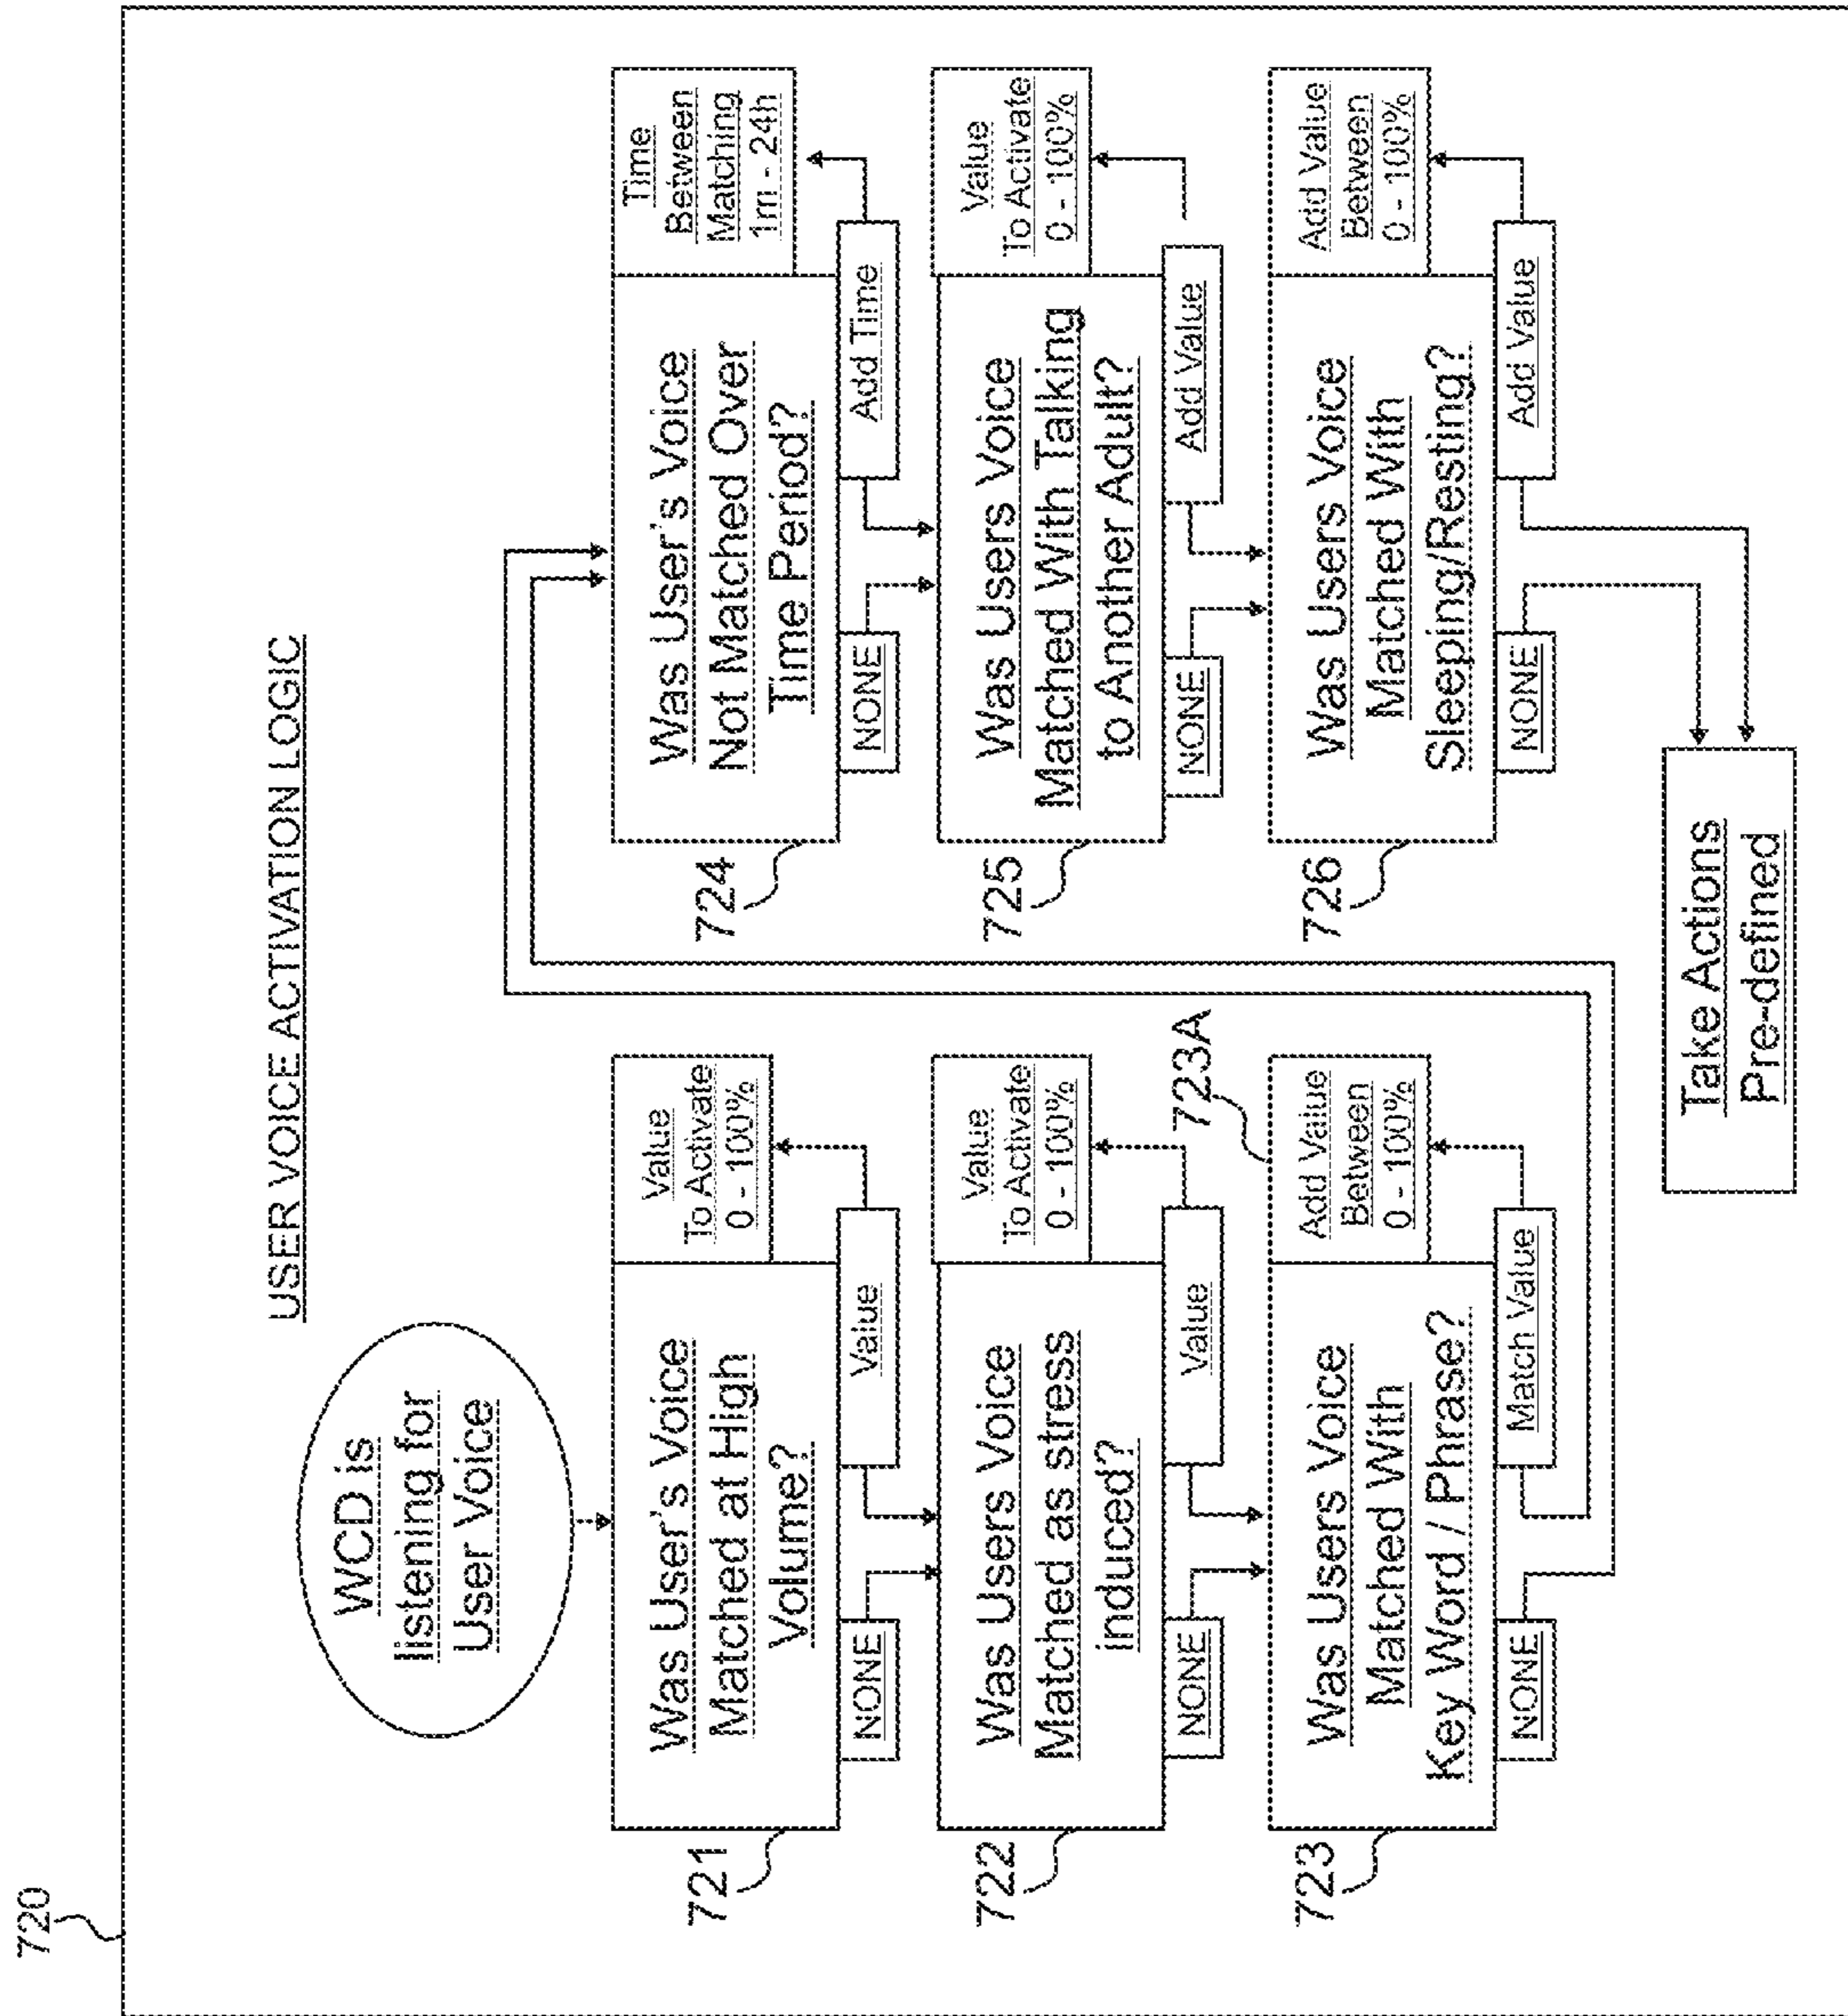 720
USER VOICE ACTIVATION LOGIC
WCD is
listening for
User Voice
721
Was User's Voice
Matched at High
Volume?
Value
To Activate
0 - 100%
NONE
Value
722
Was Users Voice
Matched as stress
induced?
Value
To Activate
0 - 100%
NONE
Value
723
Was Users Voice
Matched With
Key Word / Phrase?
723A
Add Value
Between
0 - 100%
NONE
Match Value
724
Was User's Voice
Not Matched Over
Time Period?
Time
Between
Matching
1m - 24h
NONE
Add Time
725
Was Users Voice
Matched With Talking
to Another Adult?
Value
To Activate
0 - 100%
NONE
Add Value
726
Was Users Voice
Matched With
Sleeping/Resting?
Add Value
Between
0 - 100%
NONE
Add Value
Take Actions
Pre-defined